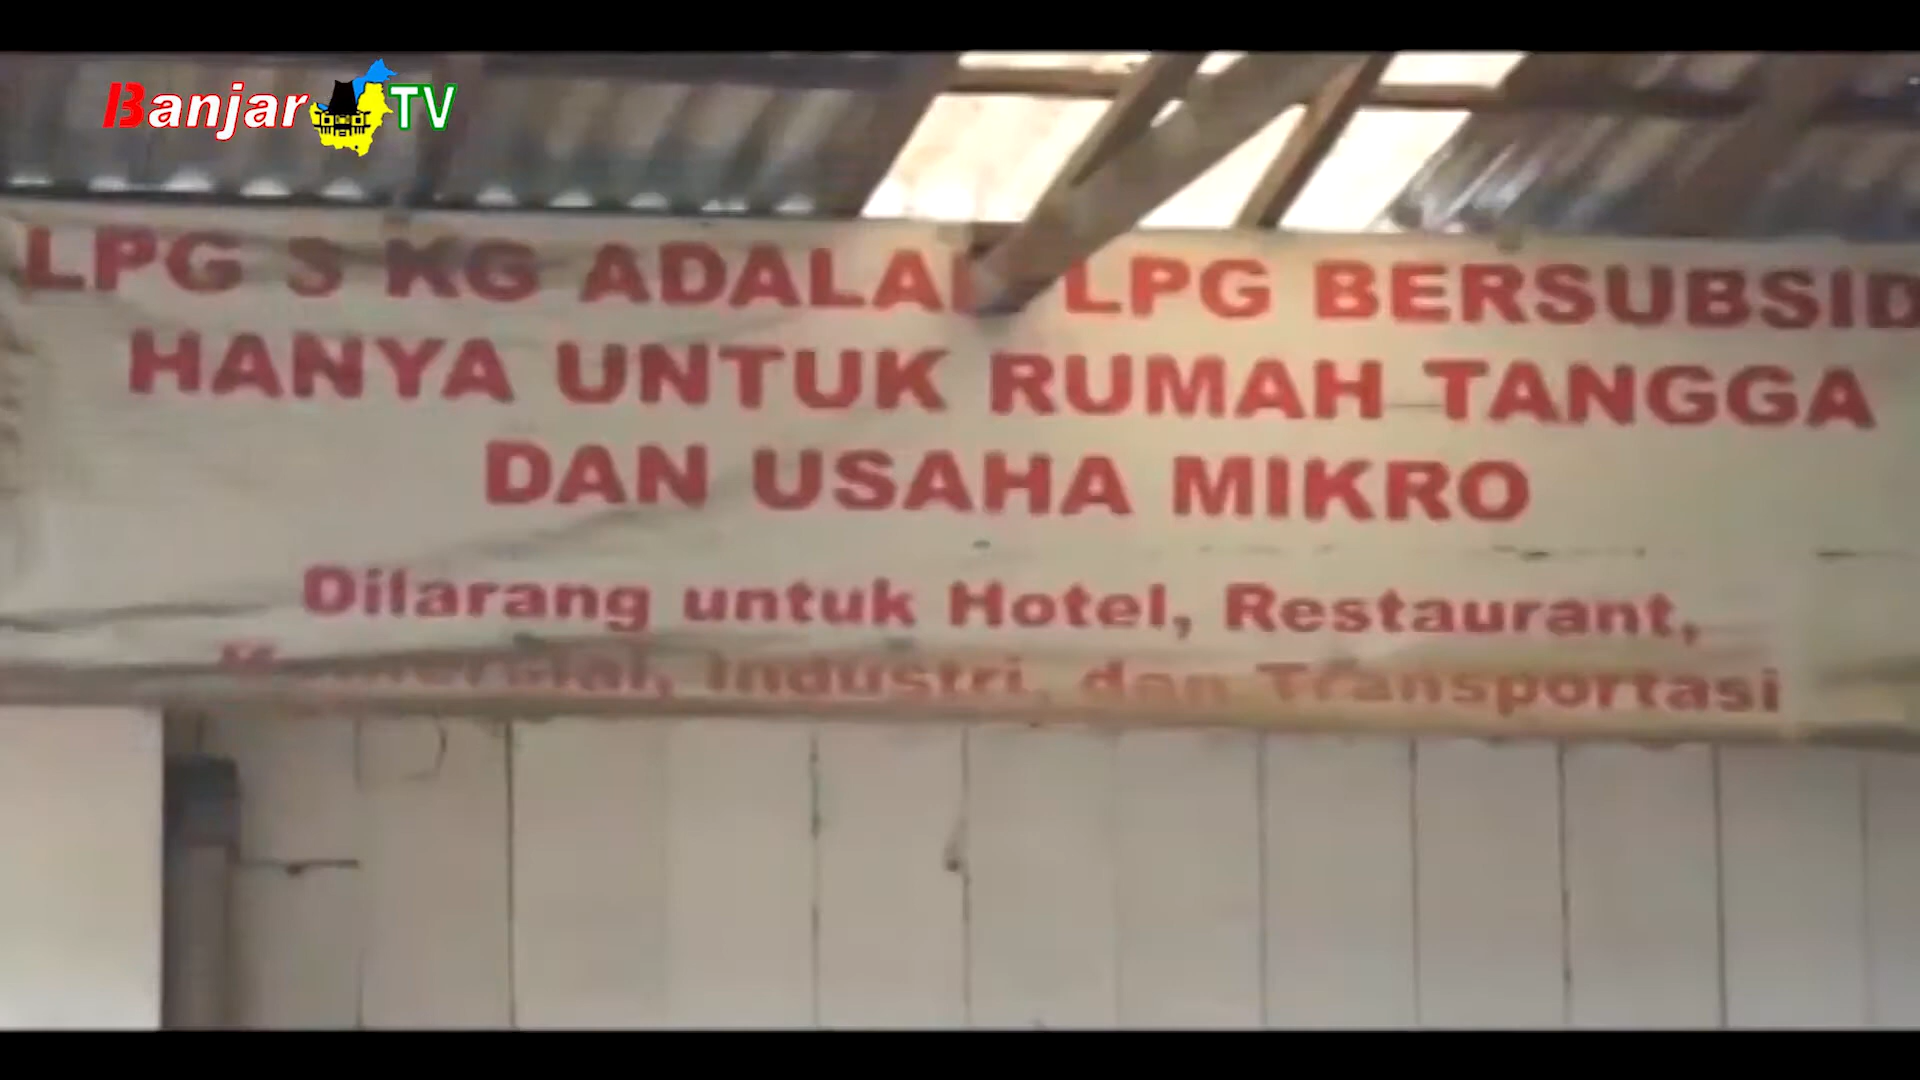 Banjar TV
LPG 3 KG ADALAH LPG BERSUBSID
HANYA UNTUK RUMAH TANGGA
DAN USAHA MIKRO
Dilarang untuk Hotel, Restaurant,
Industri, dan Transportasi